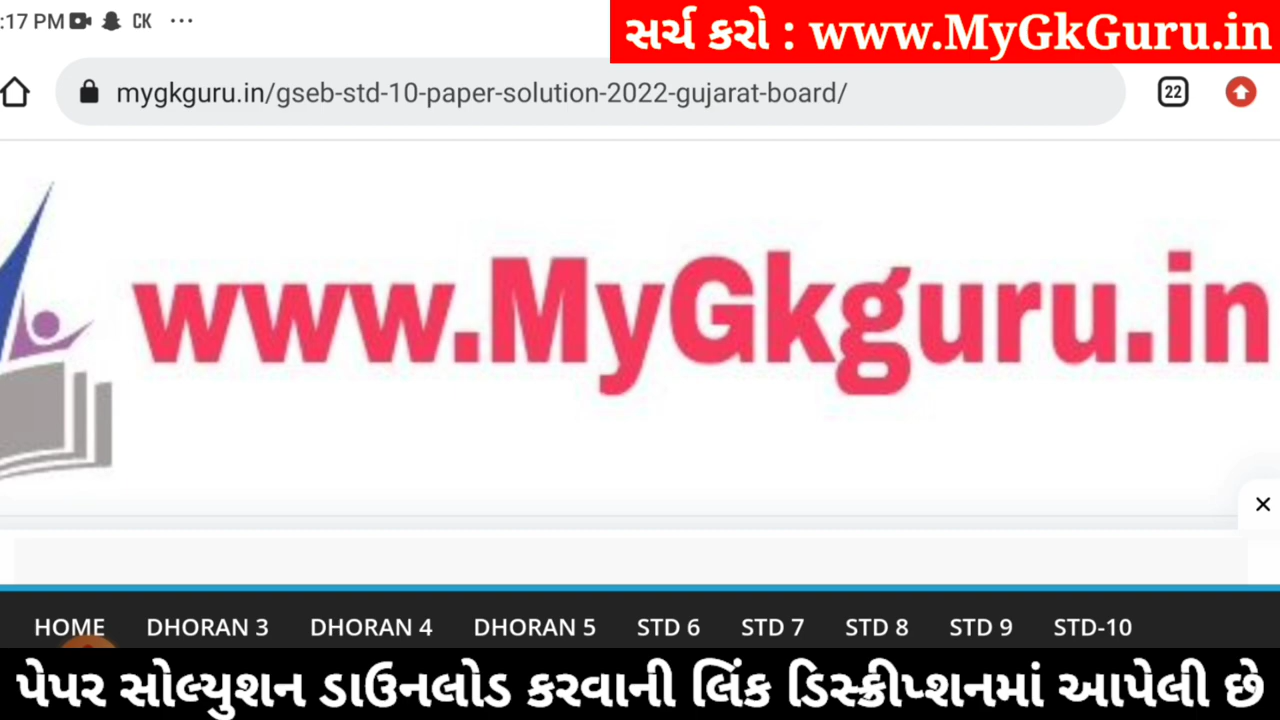 :17 PM CK ...
સર્ચ કરો : www.MyGkGuru.in
mygkguru.in/gseb-std-10-paper-solution-2022-gujarat-board/ 22
www.MyGkguru.in
HOME DHORAN 3 DHORAN 4 DHORAN 5 STD 6 STD 7 STD 8 STD 9 STD-10
પેપર સોલ્યુશન ડાઉનલોડ કરવાની લિંક ડિસ્ક્રીપ્શનમાં આપેલી છે